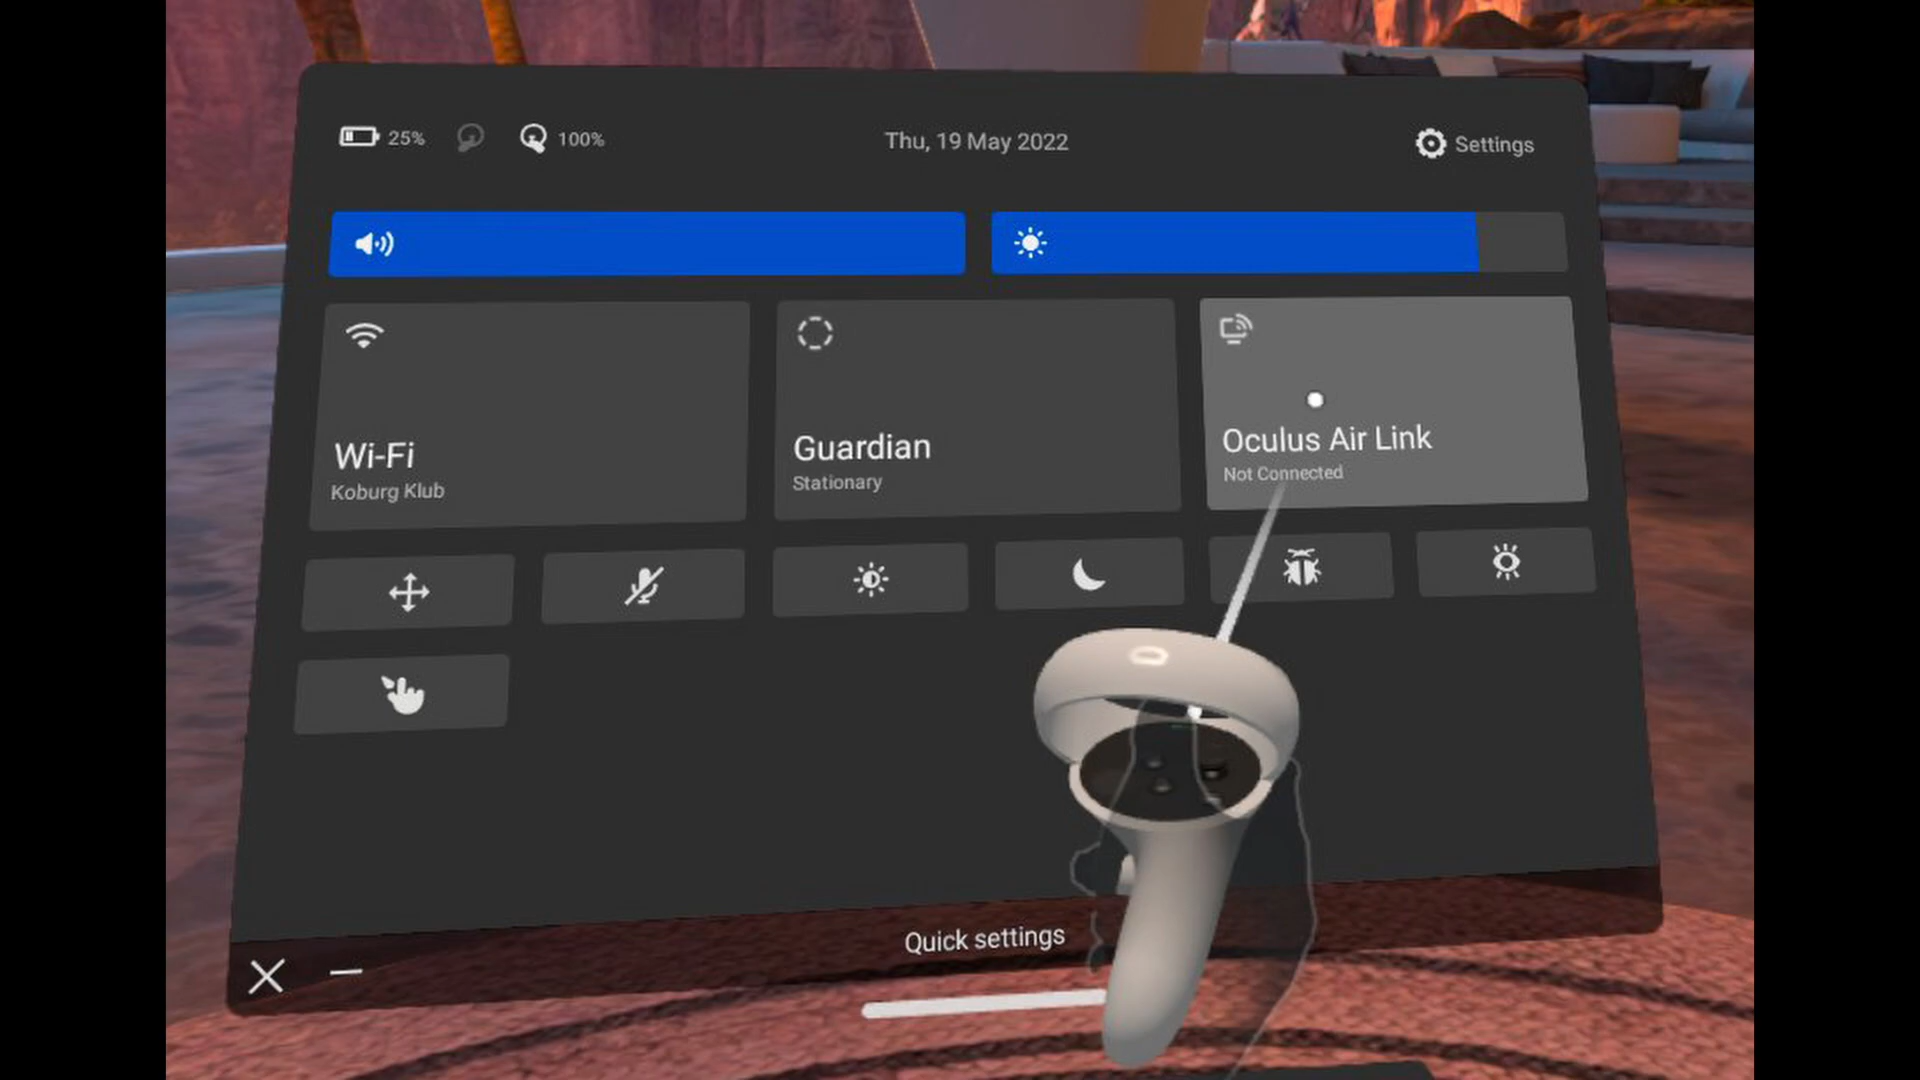 25%
100%
Thu, 19 May 2022
Settings
Wi-Fi
Koburg Klub
Guardian
Stationary
Oculus Air Link
Not Connected
Quick settings